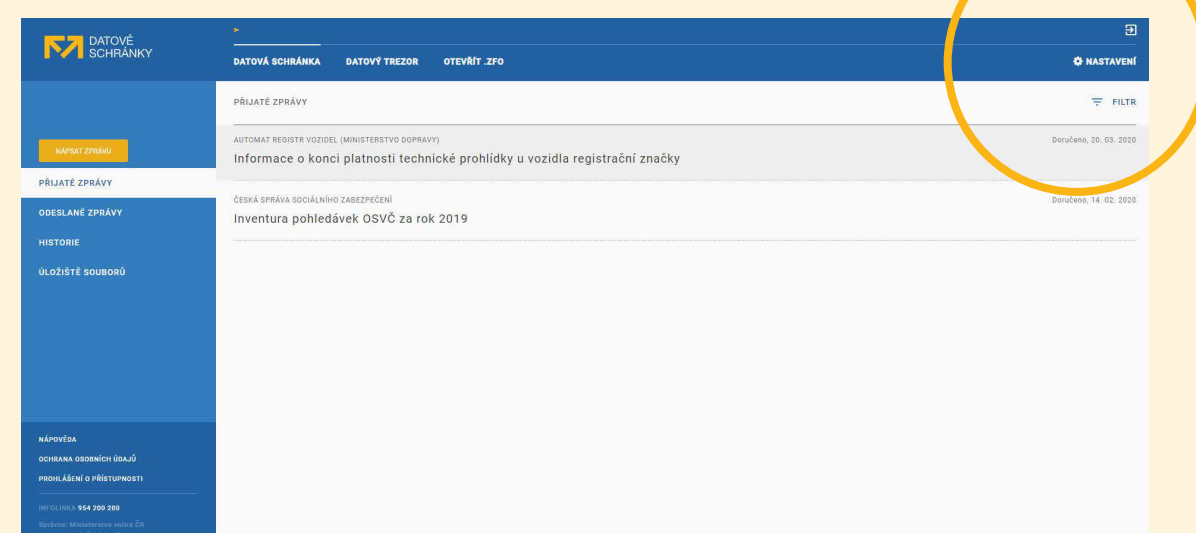 DATOVÉ
SCHRÁNKY
DATOVÁ SCHRÁNKA DATOVÝ TREZOR OTEVŘÍT .ZFO NASTAVENÍ
PŘIJATÉ ZPRÁVY FILTR
AUTOMAT REGISTR VOZIDEL (MINISTERSTVO DOPRAVY) Doručeno, 20. 03. 2020
Informace o konci platnosti technické prohlídky u vozidla registrační značky
ČESKÁ SPRÁVA SOCIÁLNÍHO ZABEZPEČENÍ Doručeno, 14. 02. 2020
Inventura pohledávek OSVČ za rok 2019
NAPSAT ZPRÁVU
PŘIJATÉ ZPRÁVY
ODESLANÉ ZPRÁVY
HISTORIE
ÚLOŽIŠTĚ SOUBORŮ
NÁPOVĚDA
OCHRANA OSOBNÍCH ÚDAJŮ
PROHLÁŠENÍ O PŘÍSTUPNOSTI
INFOLINKA 954 200 200
Správce: Ministerstvo vnitra ČR